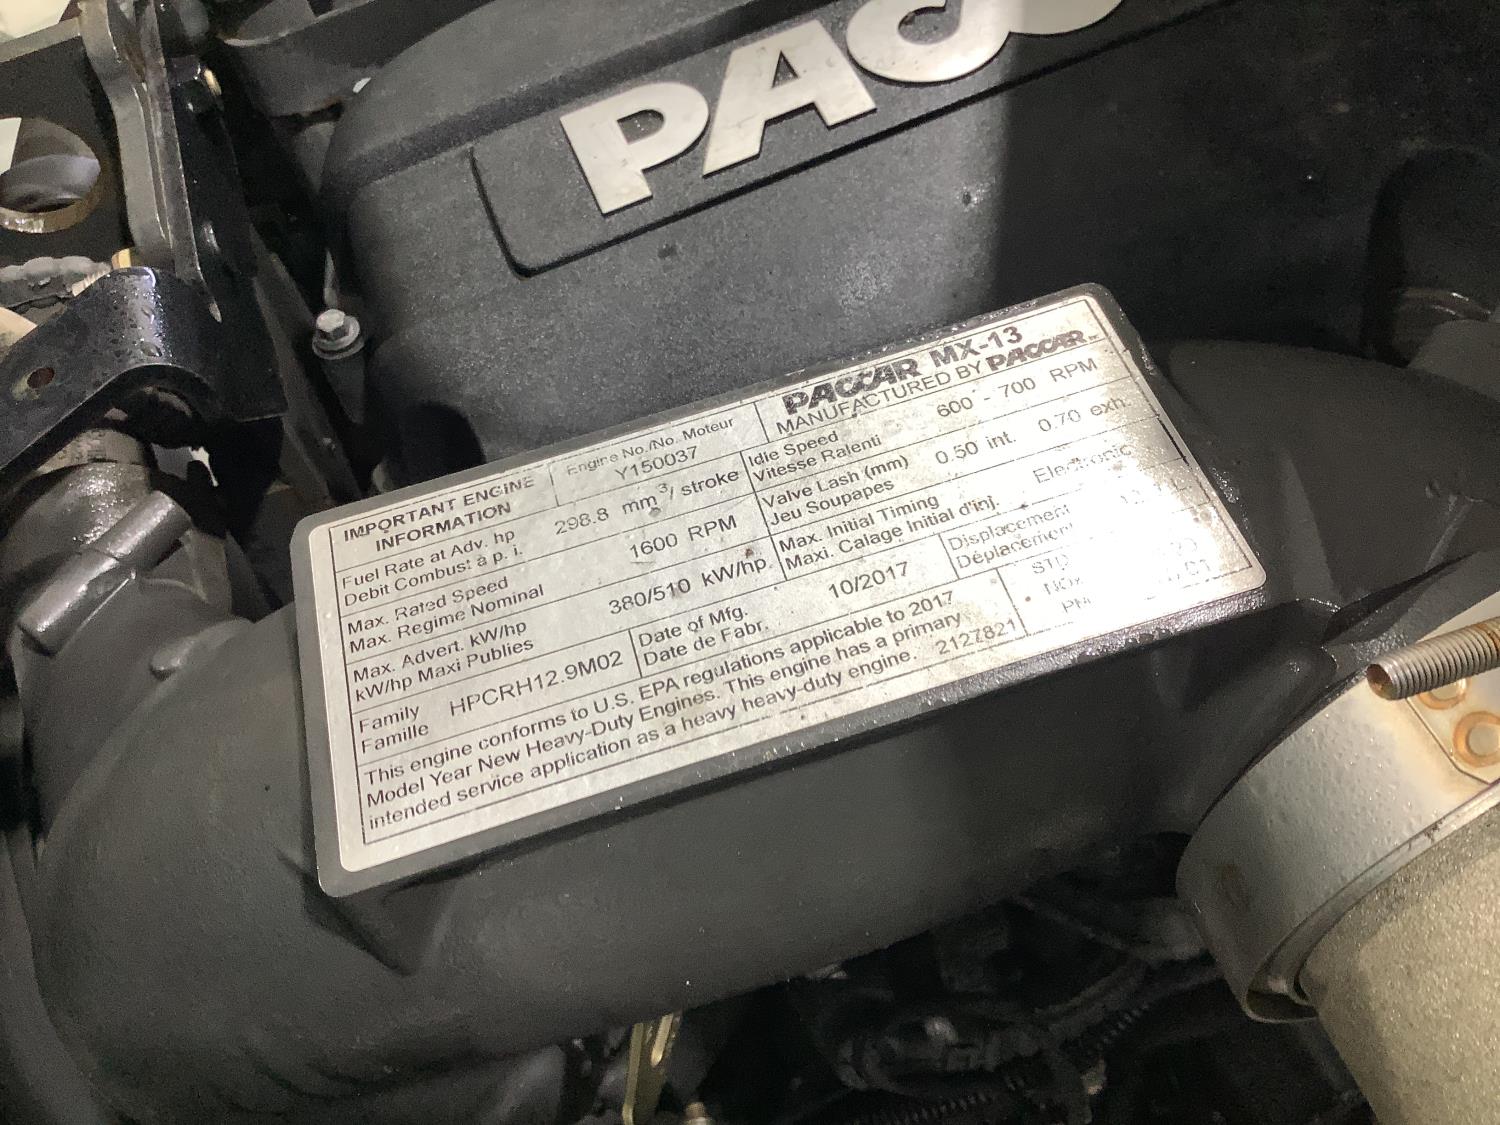 PACC
PACCAR MX-13
MANUFACTURED BY PACCAR
IMPORTANT ENGINE
INFORMATION
Engine No./No. Moteur
Y150037
Idle Speed
Vitesse Ralenti
600 - 700 RPM
Fuel Rate at Adv. hp
Debit Combust à p. i.
298.8 mm3/ stroke
Valve Lash (mm)
Jeu Soupapes
0.50 int. 0.70 exh.
Max. Rated Speed
Max. Regime Nominal
1600 RPM
Max. Initial Timing
Maxi. Calage Initial d'inj.
Electronic
Max. Advert. kW/hp
kW/hp Maxi Publies
380/510 kW/hp
Date of Mfg.
Date de Fabr.
10/2017
Displacement
Déplacement
Family
Famille
HPCRH12.9M02
This engine conforms to U.S. EPA regulations applicable to 2017
Model Year New Heavy-Duty Engines. This engine has a primary
intended service application as a heavy heavy-duty engine. 2127821
STD
NOx
PM